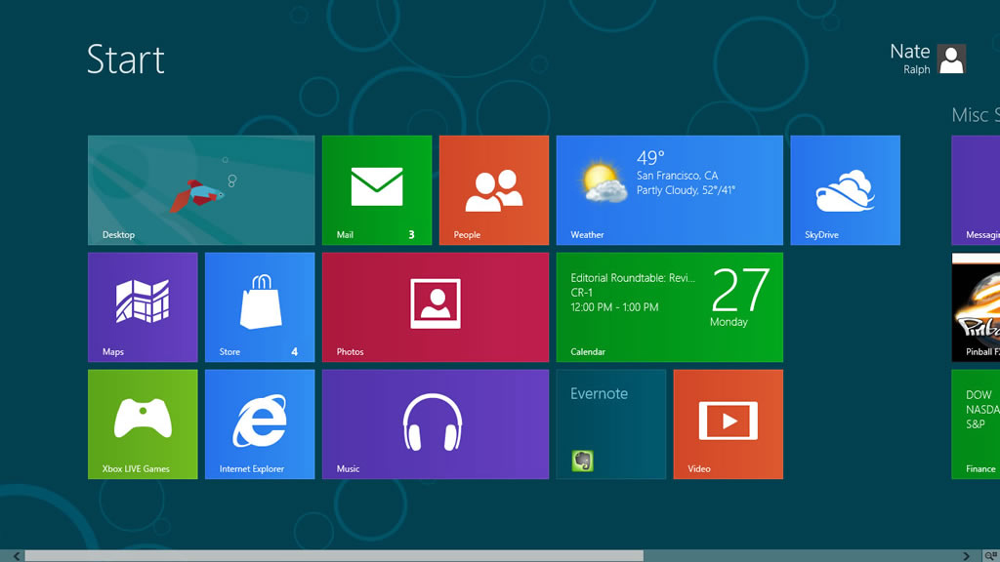 Start
Nate
Ralph
Misc S
Desktop
Mail
3
People
49°
San Francisco, CA
Partly Cloudy, 52°/41°
Weather
SkyDrive
Messagin
Maps
Store
4
Photos
Editorial Roundtable: Revi...
CR-1
12:00 PM - 1:00 PM
27
Monday
Calendar
Pinball F
Xbox LIVE Games
Internet Explorer
Music
Evernote
Video
DOW
NASDA
S&P
Finance